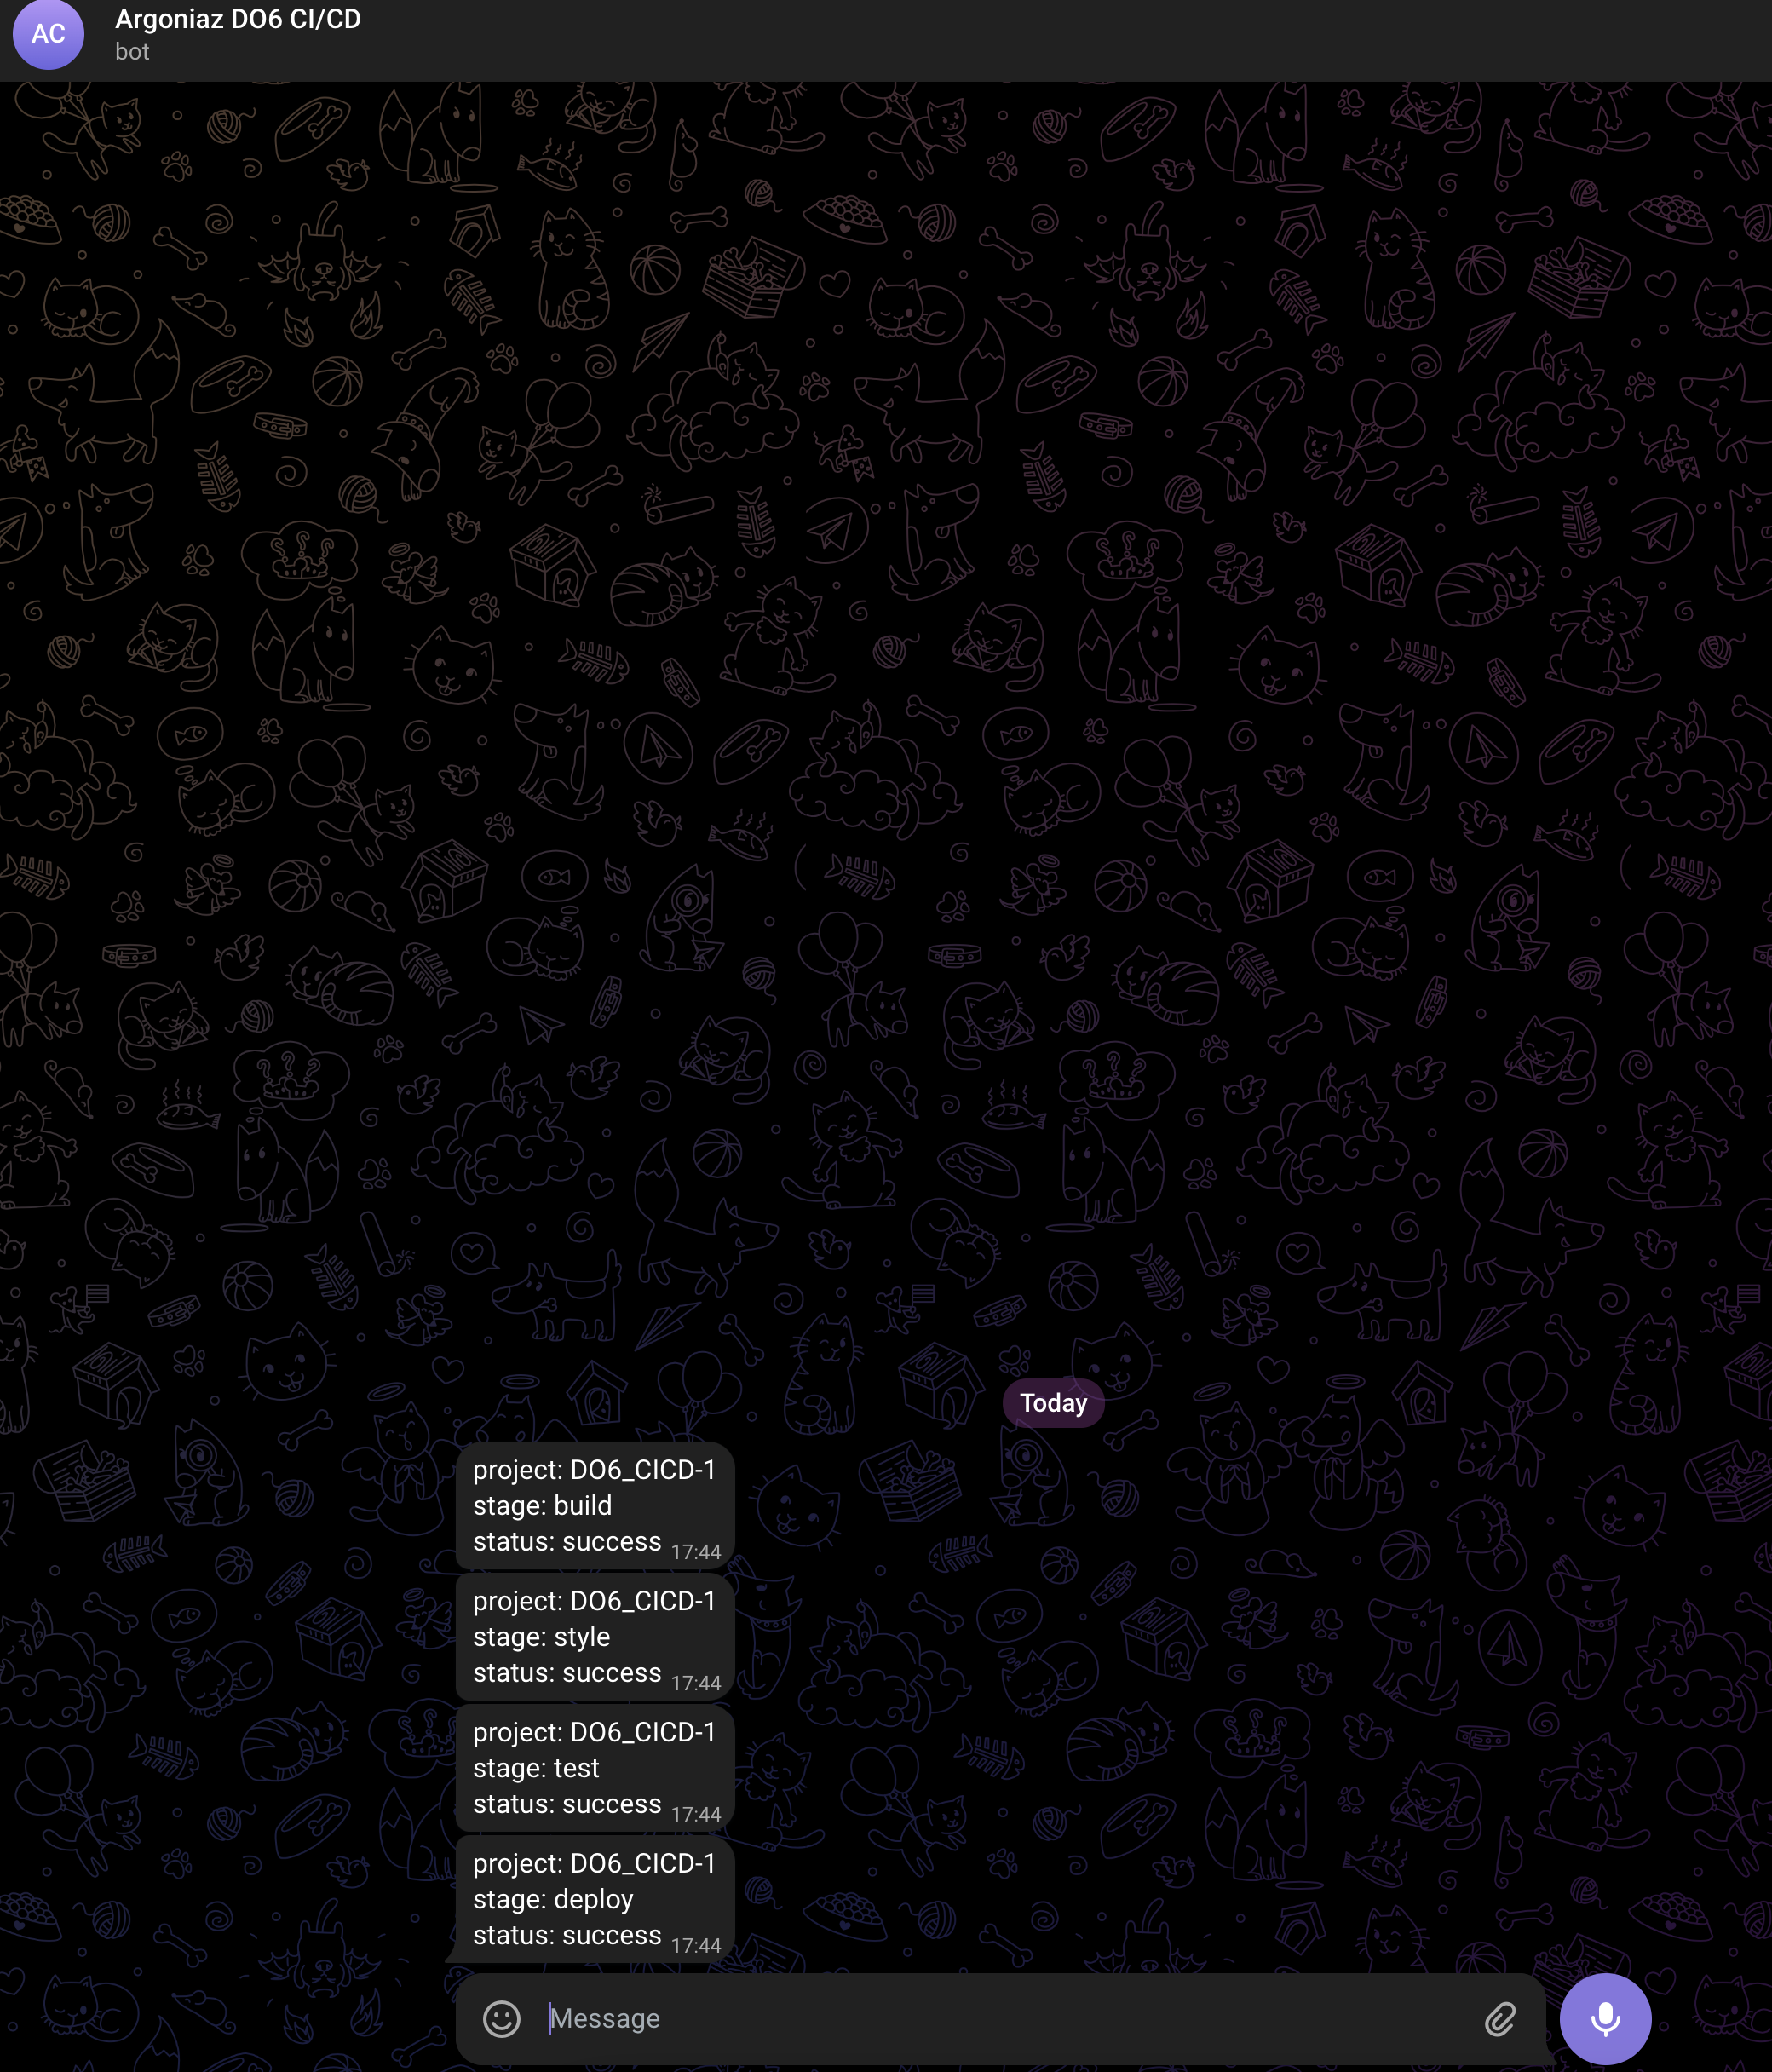 AC
Argoniaz DO6 CI/CD
bot
Today
project: DO6_CICD-1
stage: build
status: success 17:44
project: DO6_CICD-1
stage: style
status: success 17:44
project: DO6_CICD-1
stage: test
status: success 17:44
project: DO6_CICD-1
stage: deploy
status: success 17:44
Message